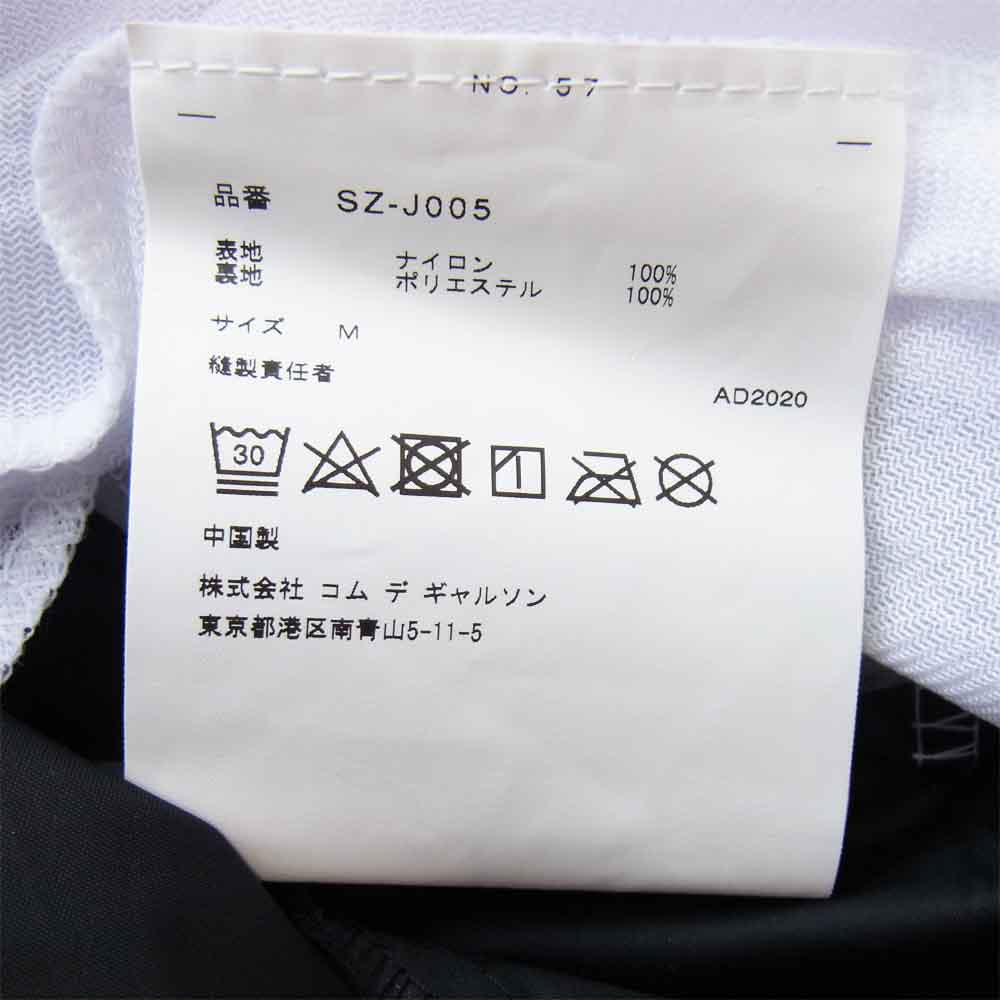 NO. 57
品番 SZ-J005
表地 ナイロン 100%
裏地 ポリエステル 100%
サイズ M
縫製責任者
AD2020
30
中国製
株式会社 コム デ ギャルソン
東京都港区南青山5-11-5